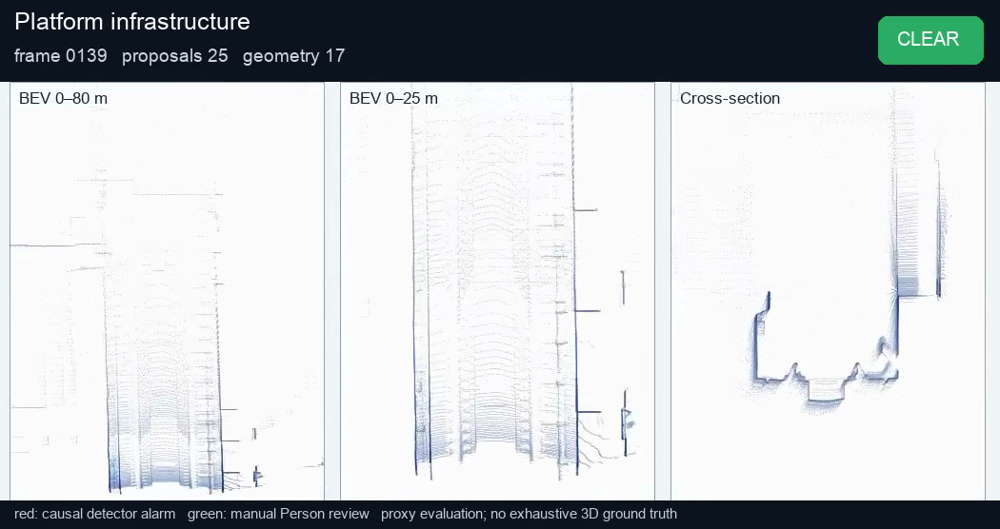 Platform infrastructure
frame 0139 proposals 25 geometry 17
CLEAR
BEV 0–80 m
BEV 0–25 m
Cross-section
red: causal detector alarm green: manual Person review proxy evaluation; no exhaustive 3D ground truth